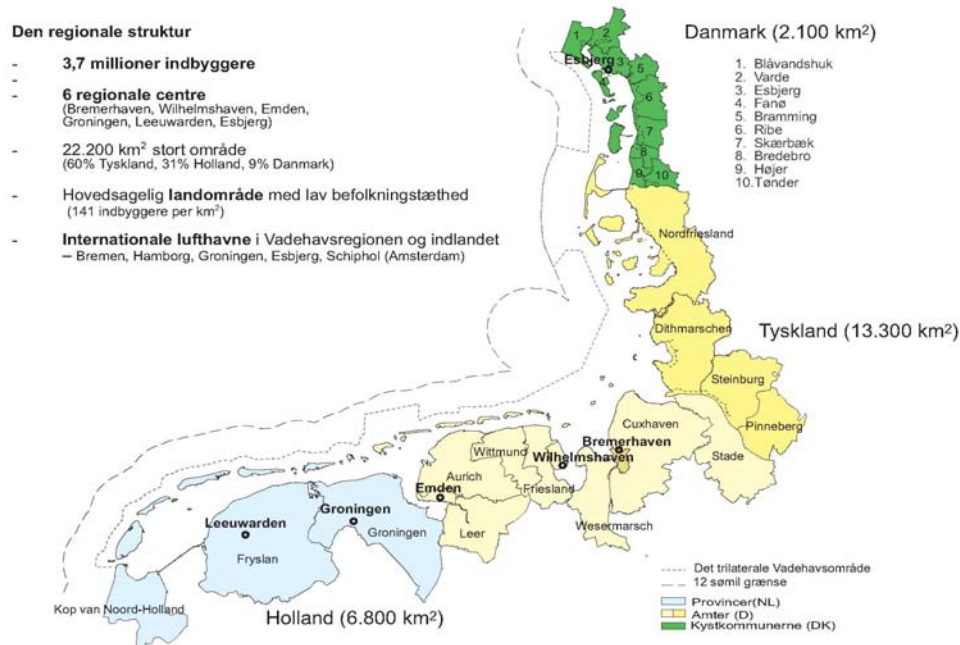 Den regionale struktur
- 3,7 millioner indbyggere
-
- 6 regionale centre
(Bremerhaven, Wilhelmshaven, Emden,
Groningen, Leeuwarden, Esbjerg)
- 22.200 km² stort område
(60% Tyskland, 31% Holland, 9% Danmark)
- Hovedsagelig landområde med lav befolkningstæthed
(141 indbyggere per km²)
- Internationale lufthavne i Vadehavsregionen og indlandet
– Bremen, Hamborg, Groningen, Esbjerg, Schiphol (Amsterdam)
Danmark (2.100 km²)
1. Blåvandshuk
2. Varde
3. Esbjerg
4. Fanø
5. Bramming
6. Ribe
7. Skærbæk
8. Bredebro
9. Højer
10. Tønder
1
2
Esbjerg
3
4
5
6
7
8
9
10
Nordfriesland
Dithmarschen
Tyskland (13.300 km²)
Steinburg
Pinneberg
Cuxhaven
Bremerhaven
Stade
Wittmund
Wilhelmshaven
Aurich
Friesland
Emden
Wesermarsch
Leer
Groningen
Groningen
Leeuwarden
Fryslan
Kop van Noord-Holland
Holland (6.800 km²)
Det trilaterale Vadehavsområde
12 sømil grænse
Provincer(NL)
Amter (D)
Kystkommunerne (DK)